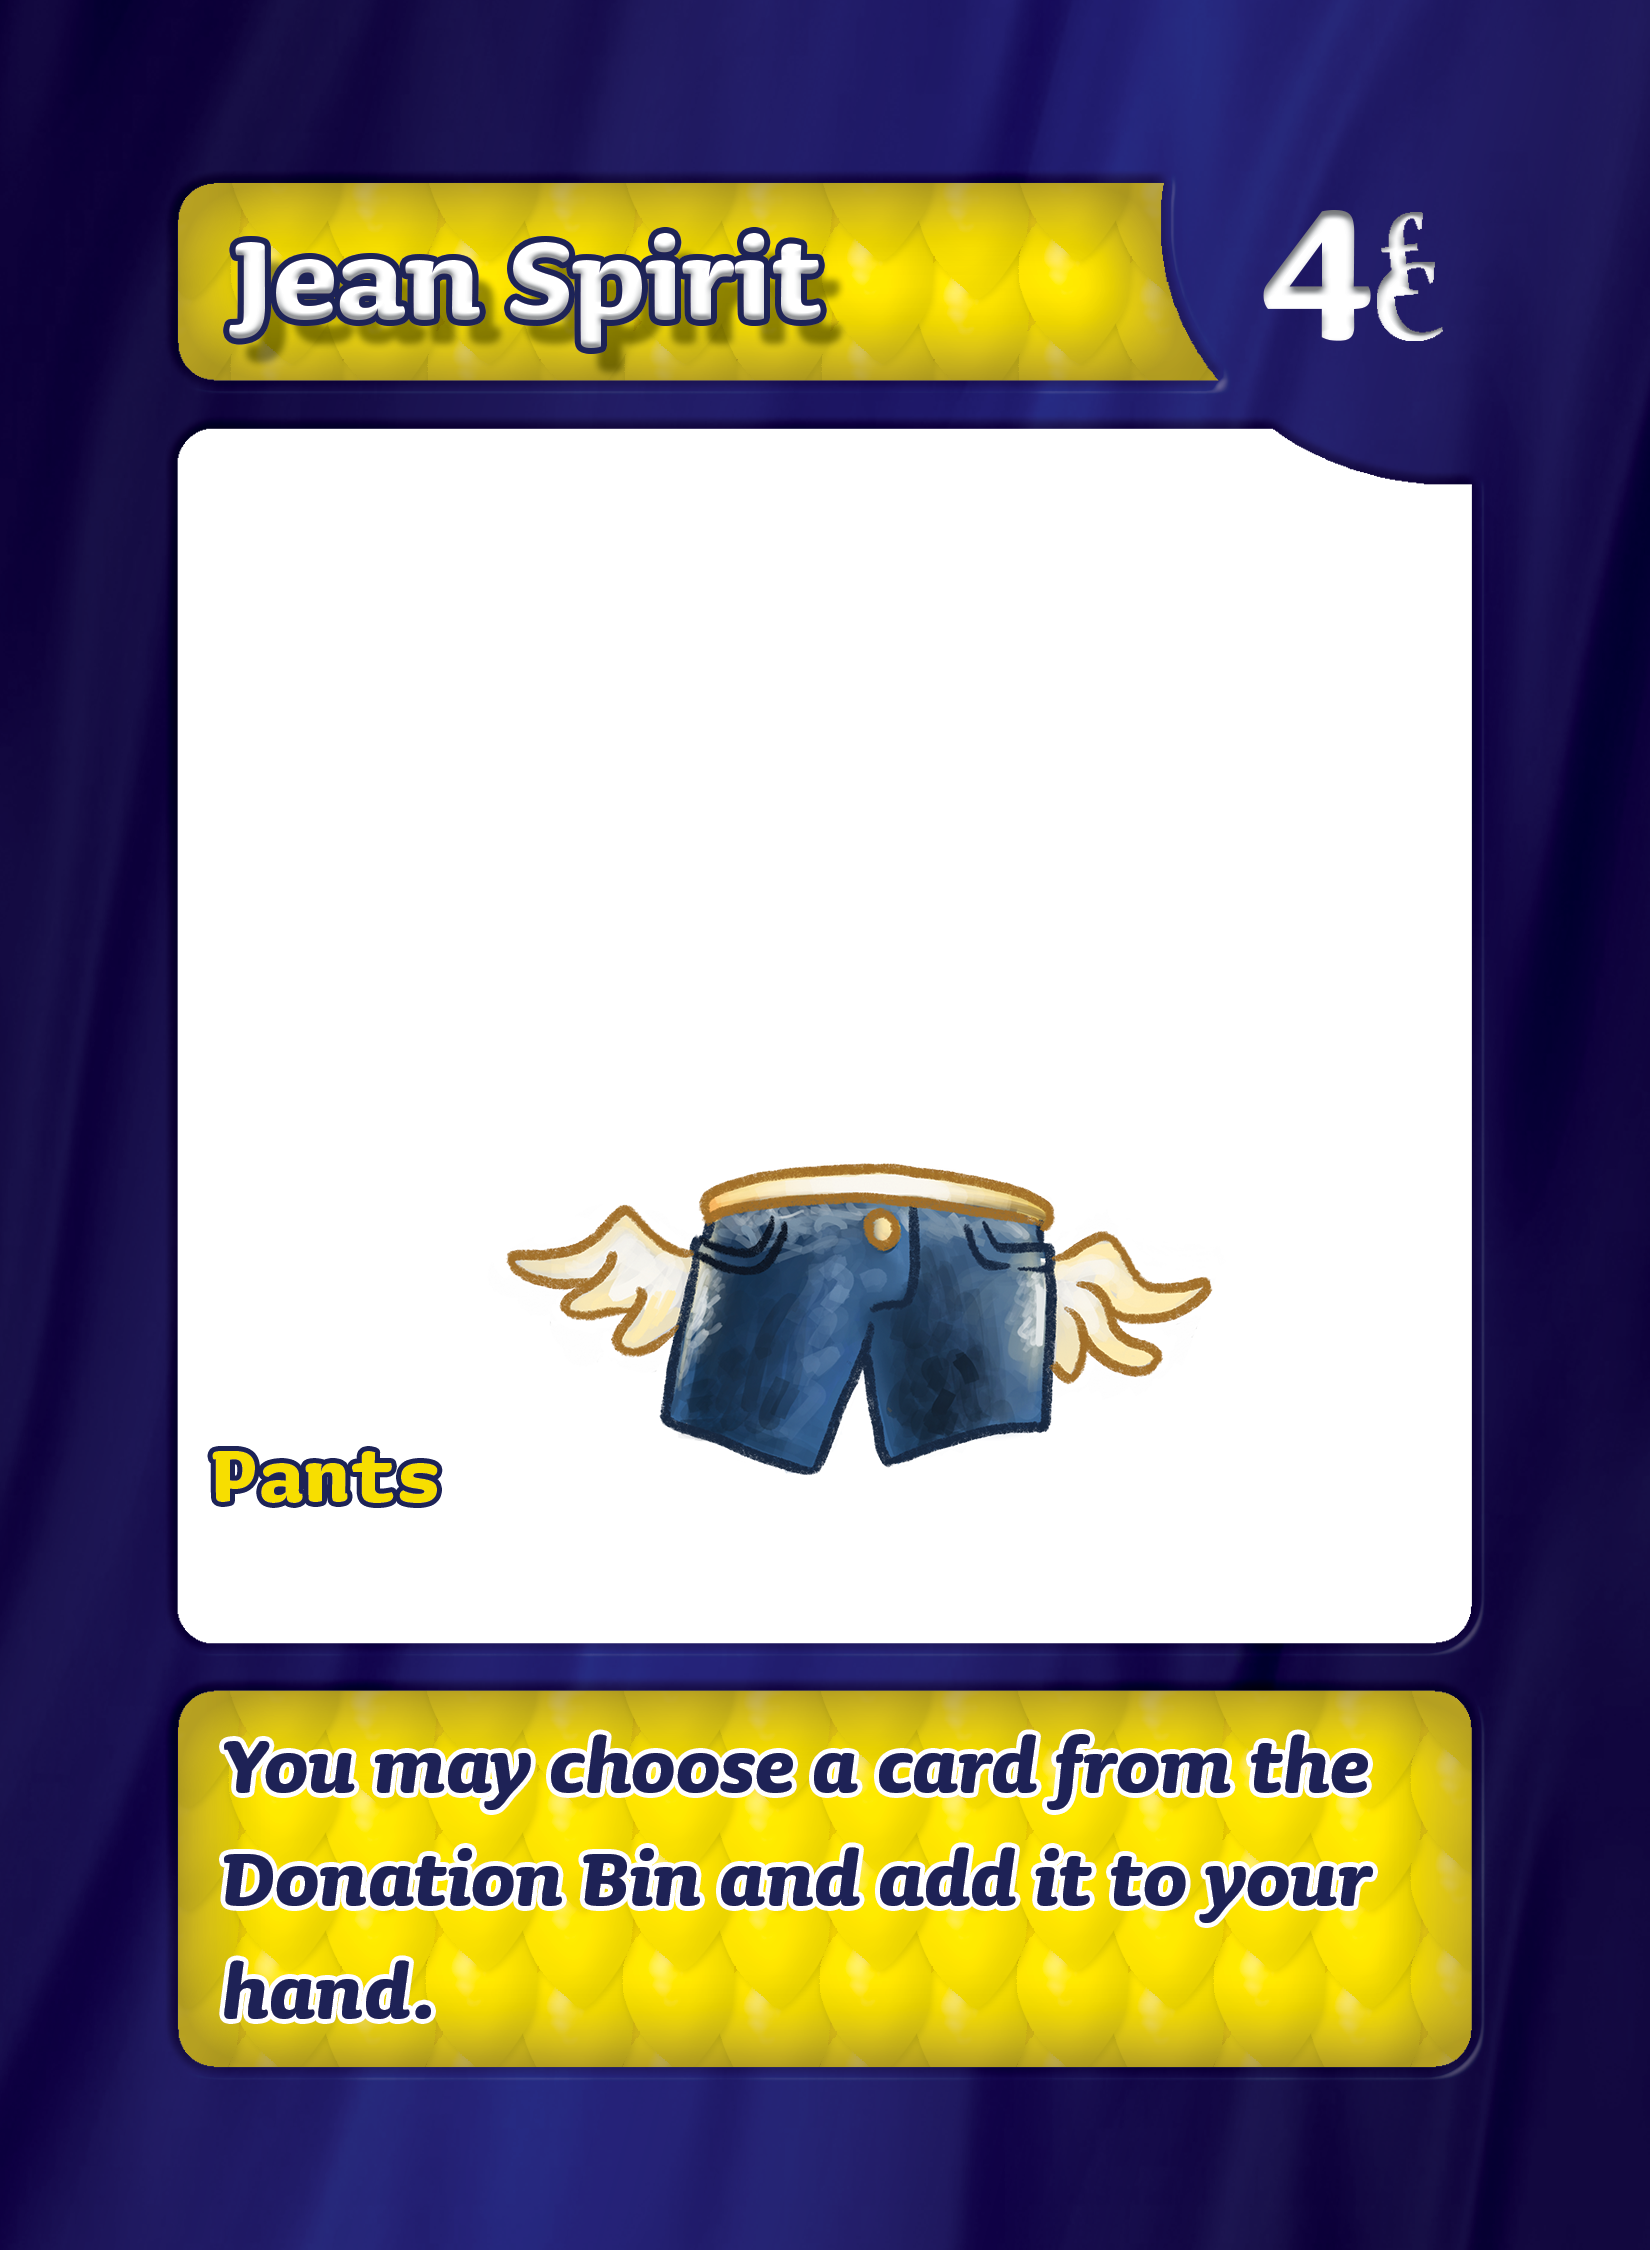 Jean Spirit
4
Pants
You may choose a card from the
Donation Bin and add it to your
hand.